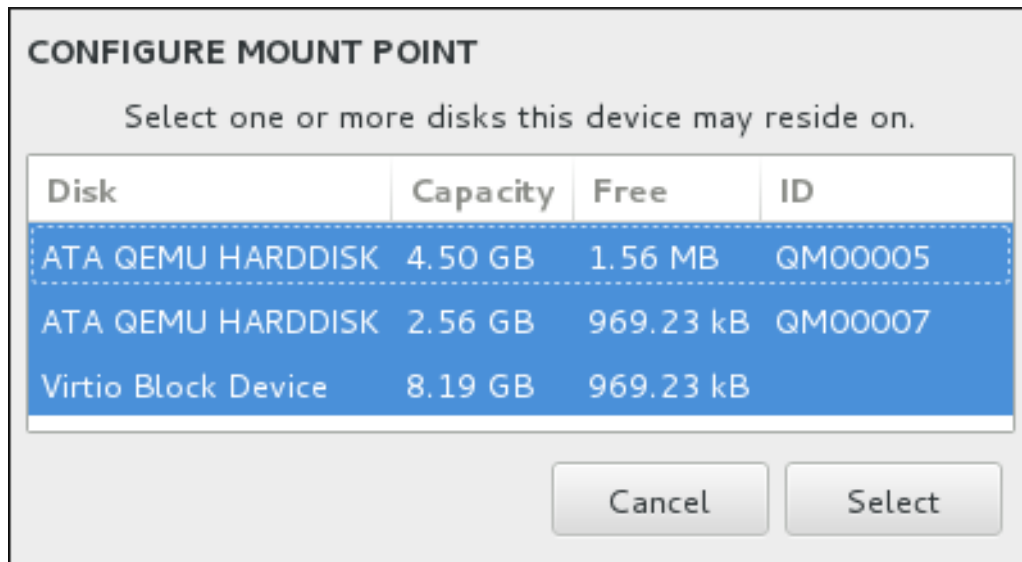 CONFIGURE MOUNT POINT
Select one or more disks this device may reside on.
Disk Capacity Free ID
ATA QEMU HARDDISK 4.50 GB 1.56 MB QM00005
ATA QEMU HARDDISK 2.56 GB 969.23 kB QM00007
Virtio Block Device 8.19 GB 969.23 kB
Cancel Select